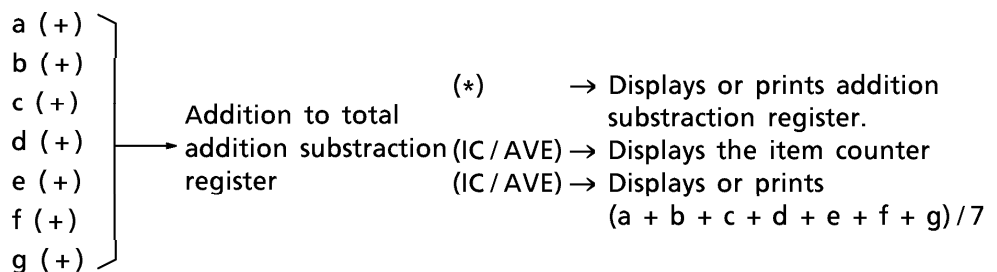 a (+)
b (+)
c (+)
d (+)
e (+)
f (+)
g (+)
Addition to total
addition substraction
register
(*) → Displays or prints addition
substraction register.
(IC / AVE) → Displays the item counter
(IC / AVE) → Displays or prints
(a + b + c + d + e + f + g) / 7